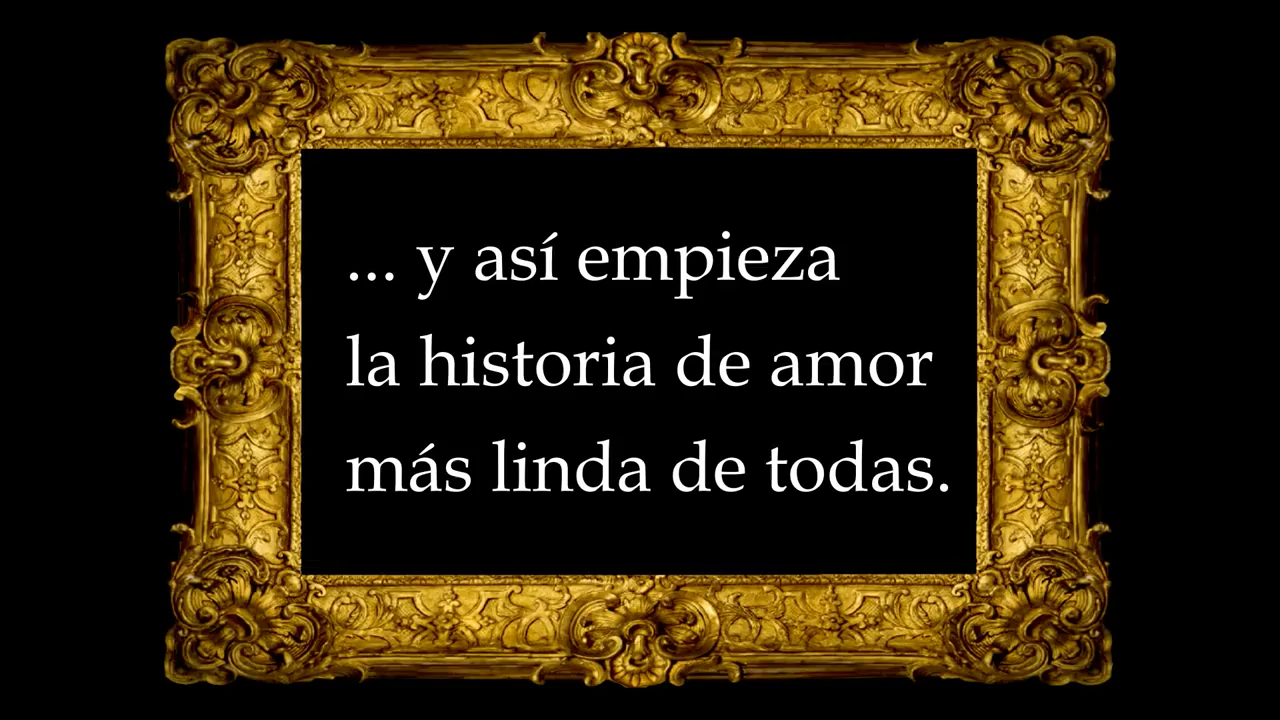 ... y así empieza
la historia de amor
más linda de todas.